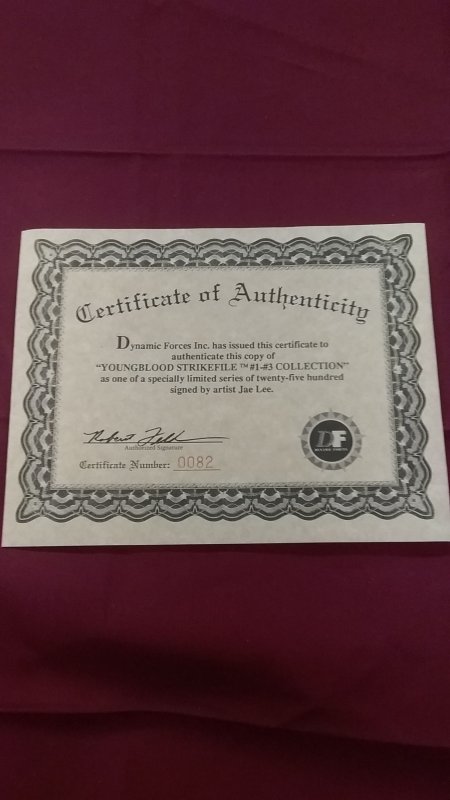 Certificate of Authenticity
Dynamic Forces Inc. has issued this certificate to
authenticate this copy of
"YOUNGBLOOD STRIKEFILE ™ #1-#3 COLLECTION"
as one of a specially limited series of twenty-five hundred
signed by artist Jae Lee.
Authorized Signature
Certificate Number: 0082
DF
DYNAMIC FORCES